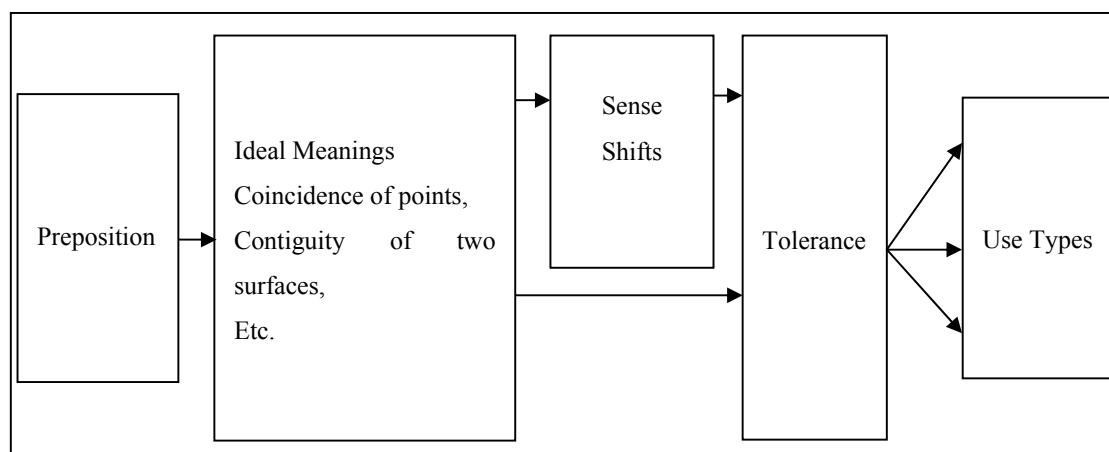 Preposition
Ideal Meanings
Coincidence of points,
Contiguity of two
surfaces,
Etc.
Sense
Shifts
Tolerance
Use Types